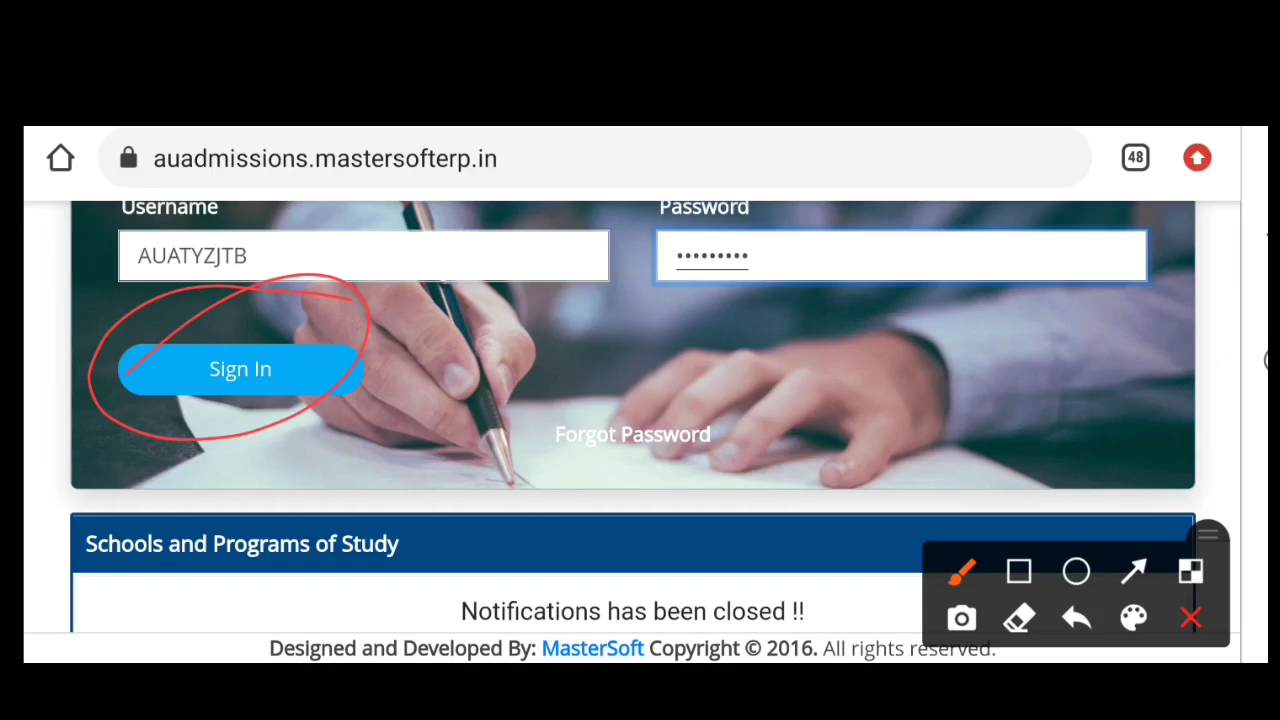 auadmissions.mastersofterp.in
48
Username
Password
AUATYZJTB
•••••••••
Sign In
Forgot Password
Schools and Programs of Study
Notifications has been closed !!
Designed and Developed By: MasterSoft Copyright © 2016. All rights reserved.